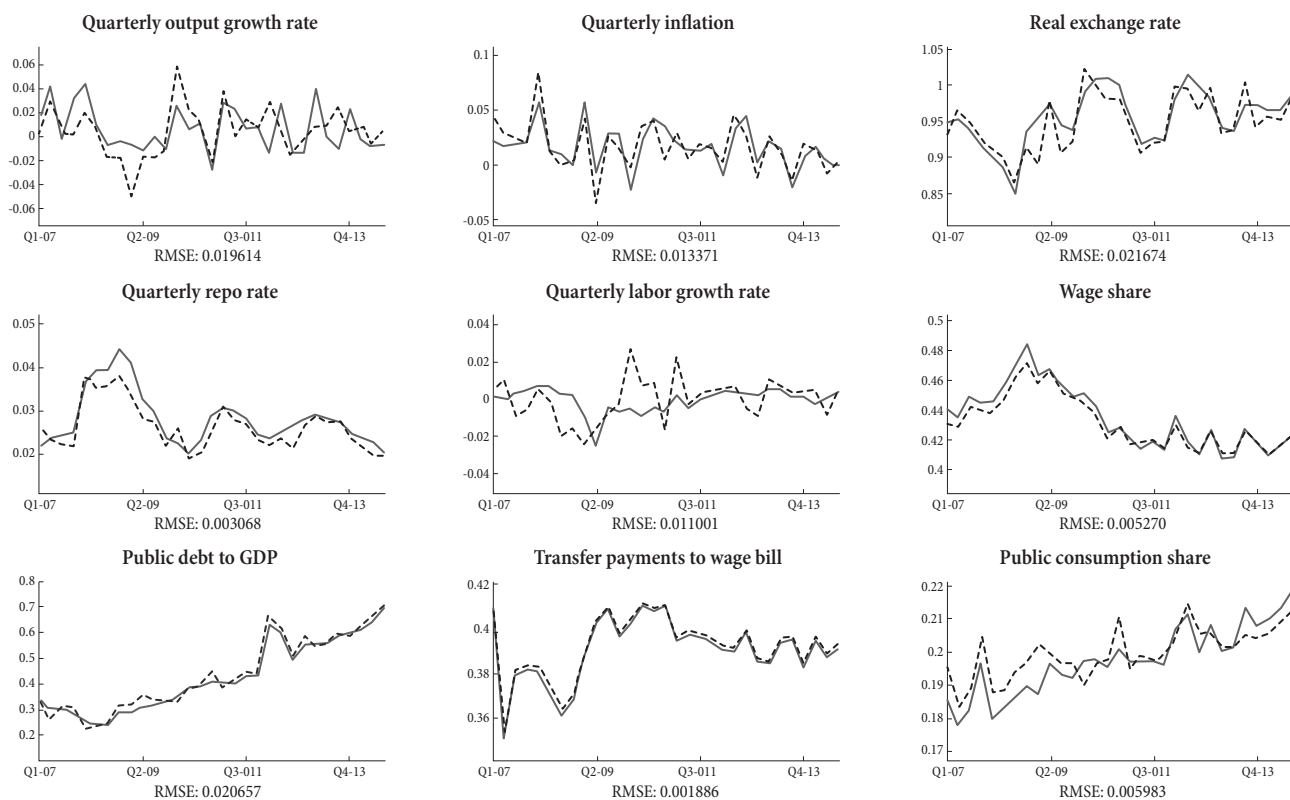 Quarterly output growth rate
0.06
0.04
0.02
0
-0.02
-0.04
-0.06
Q1-07 Q2-09 Q3-011 Q4-13
RMSE: 0.019614
Quarterly inflation
0.1
0.05
0
-0.05
Q1-07 Q2-09 Q3-011 Q4-13
RMSE: 0.013371
Real exchange rate
1.05
1
0.95
0.9
0.85
Q1-07 Q2-09 Q3-011 Q4-13
RMSE: 0.021674
Quarterly repo rate
0.05
0.04
0.03
0.02
Q1-07 Q2-09 Q3-011 Q4-13
RMSE: 0.003068
Quarterly labor growth rate
0.04
0.02
0
-0.02
-0.04
Q1-07 Q2-09 Q3-011 Q4-13
RMSE: 0.011001
Wage share
0.5
0.48
0.46
0.44
0.42
0.4
Q1-07 Q2-09 Q3-011 Q4-13
RMSE: 0.005270
Public debt to GDP
0.8
0.7
0.6
0.5
0.4
0.3
0.2
Q1-07 Q2-09 Q3-011 Q4-13
RMSE: 0.020657
Transfer payments to wage bill
0.42
0.4
0.38
0.36
Q1-07 Q2-09 Q3-011 Q4-13
RMSE: 0.001886
Public consumption share
0.22
0.21
0.2
0.19
0.18
0.17
Q1-07 Q2-09 Q3-011 Q4-13
RMSE: 0.005983